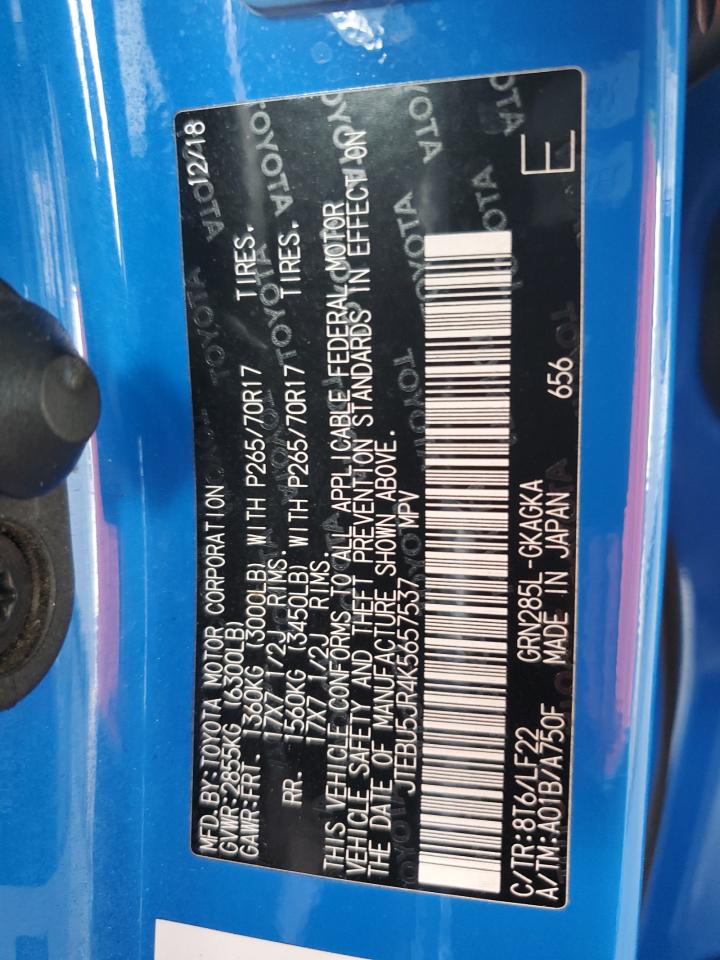 MFD.BY:TOYOTA MOTOR CORPORATION 12/18
GVWR:2855KG (6300LB)
GAWR:FRT. 1360KG (3000LB) WITH P265/70R17 TIRES.
17X7 1/2J RIMS.
RR. 1560KG (3450LB) WITH P265/70R17 TIRES.
17X7 1/2J RIMS.
THIS VEHICLE CONFORMS TO ALL APPLICABLE FEDERAL MOTOR
VEHICLE SAFETY AND THEFT PREVENTION STANDARDS IN EFFECT ON
THE DATE OF MANUFACTURE SHOWN ABOVE.
JTEBU5JR4K5657537 MPV
C/TR:8T6/LF22 GRN285L-GKAGKA 656
A/TM:A01B/A750F MADE IN JAPAN
E